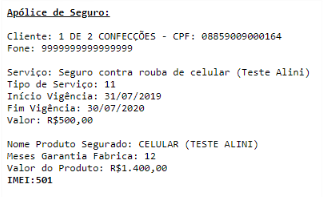 Apólice de Seguro:
Cliente: 1 DE 2 CONFECÇÕES - CPF: 08859009000164
Fone: 9999999999999999
Serviço: Seguro contra rouba de celular (Teste Alini)
Tipo de Serviço: 11
Início Vigência: 31/07/2019
Fim Vigência: 30/07/2020
Valor: R$500,00
Nome Produto Segurado: CELULAR (TESTE ALINI)
Meses Garantia Fabrica: 12
Valor do Produto: R$1.400,00
IMEI:501